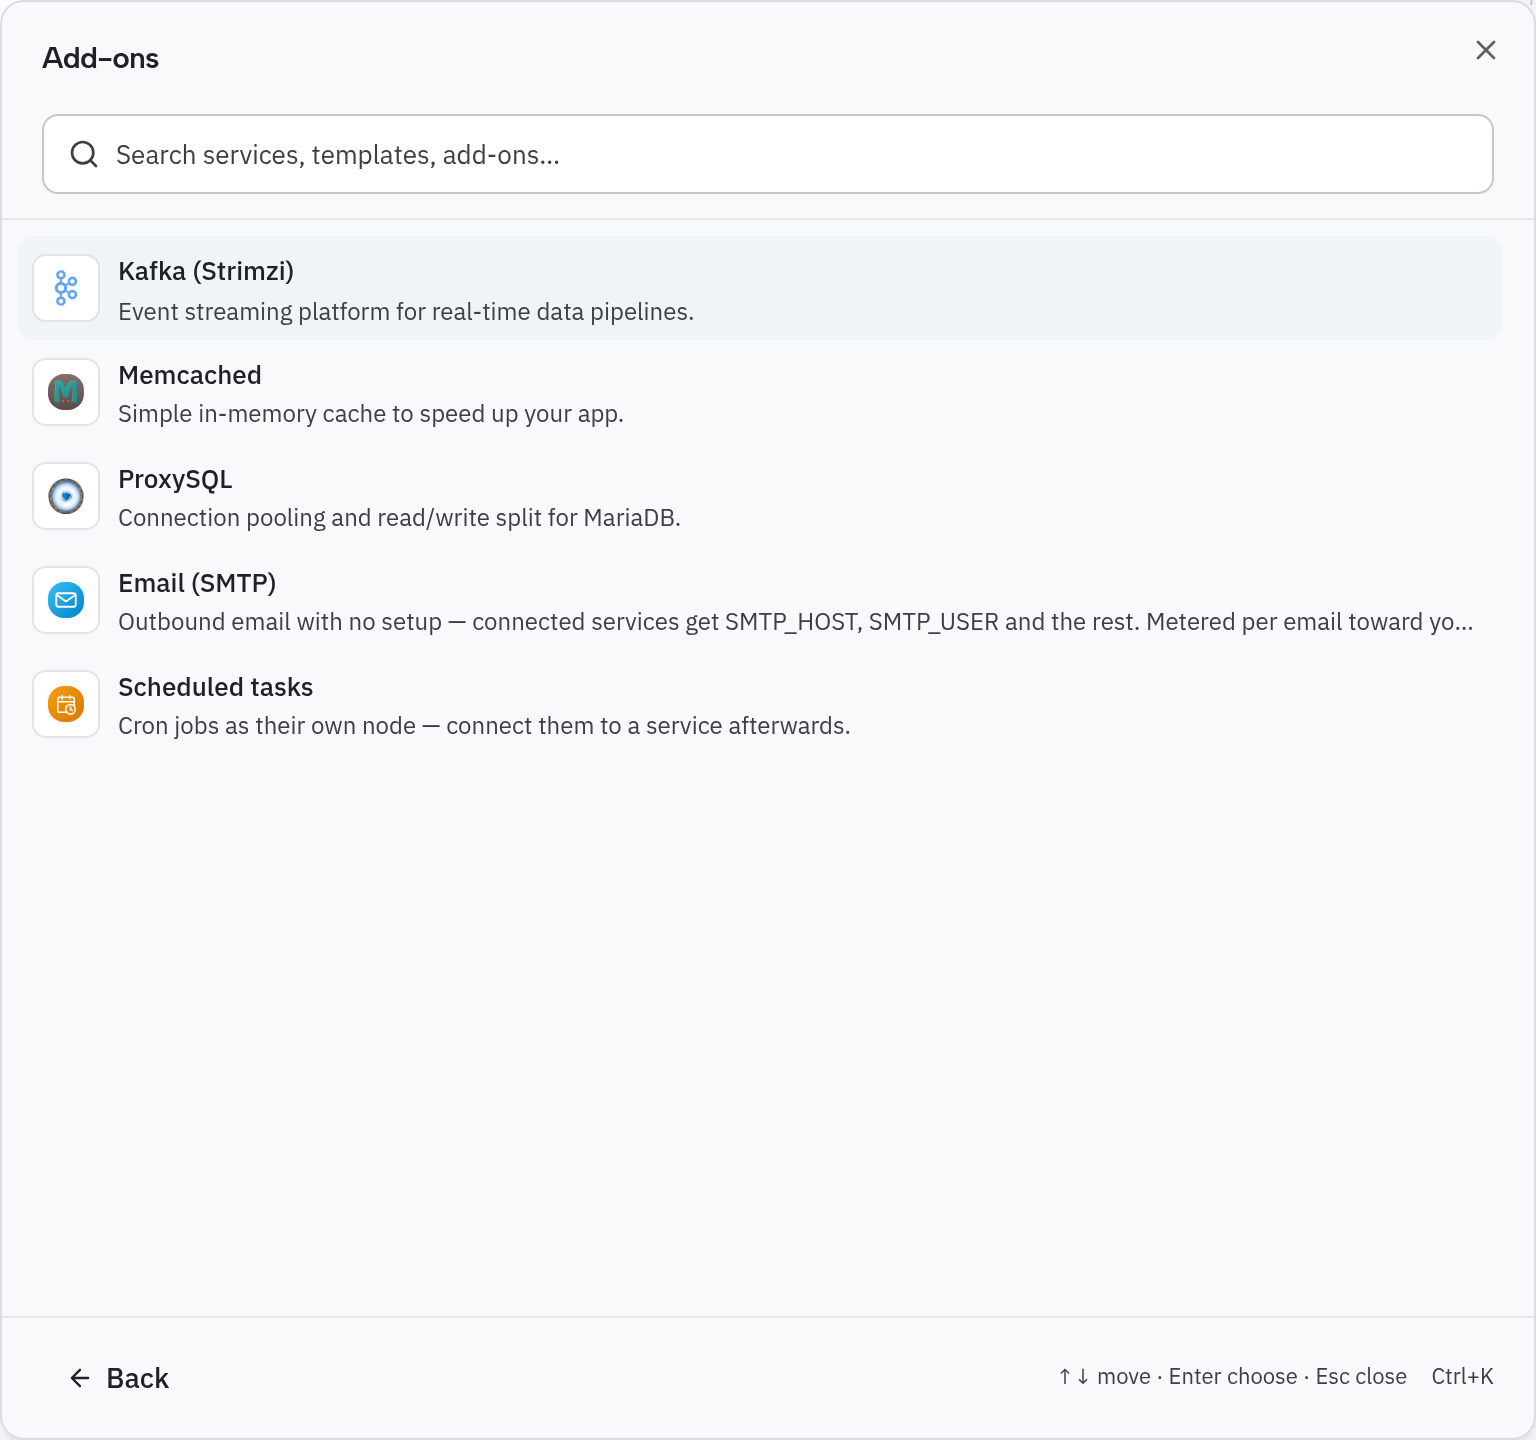 Add-ons
Search services, templates, add-ons...
Kafka (Strimzi)
Event streaming platform for real-time data pipelines.
Memcached
Simple in-memory cache to speed up your app.
ProxySQL
Connection pooling and read/write split for MariaDB.
Email (SMTP)
Outbound email with no setup — connected services get SMTP_HOST, SMTP_USER and the rest. Metered per email toward yo...
Scheduled tasks
Cron jobs as their own node — connect them to a service afterwards.
← Back
↑↓ move · Enter choose · Esc close Ctrl+K